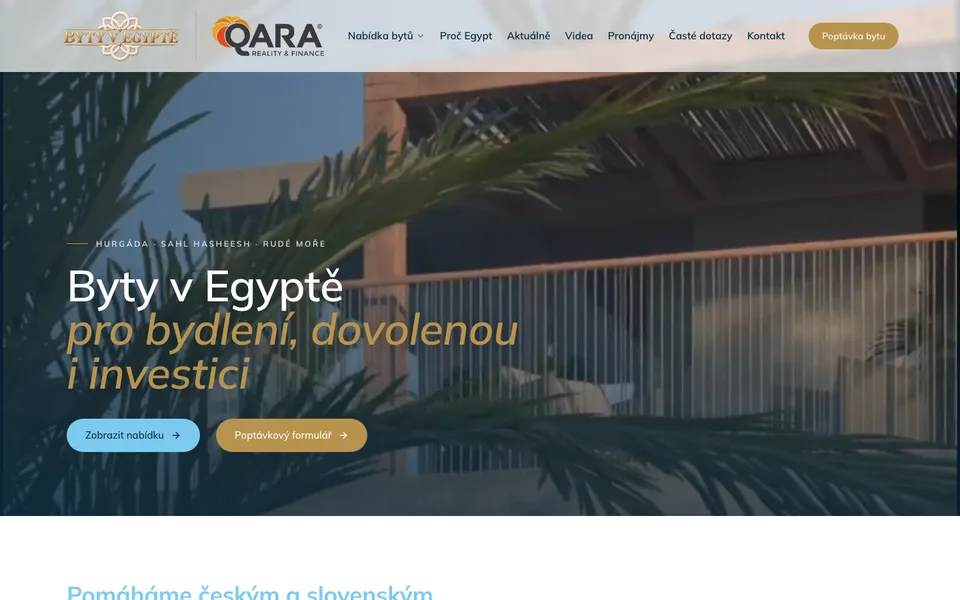 BYTY V EGYPTĚ
QARA®
REALITY & FINANCE
Nabídka bytů
Proč Egypt
Aktuálně
Videa
Pronájmy
Časté dotazy
Kontakt
Poptávka bytu
HURGÁDA · SAHL HASHEESH · RUDÉ MOŘE
Byty v Egyptě
pro bydlení, dovolenou
i investici
Zobrazit nabídku →
Poptávkový formulář →
Pomáháme českým a slovenským